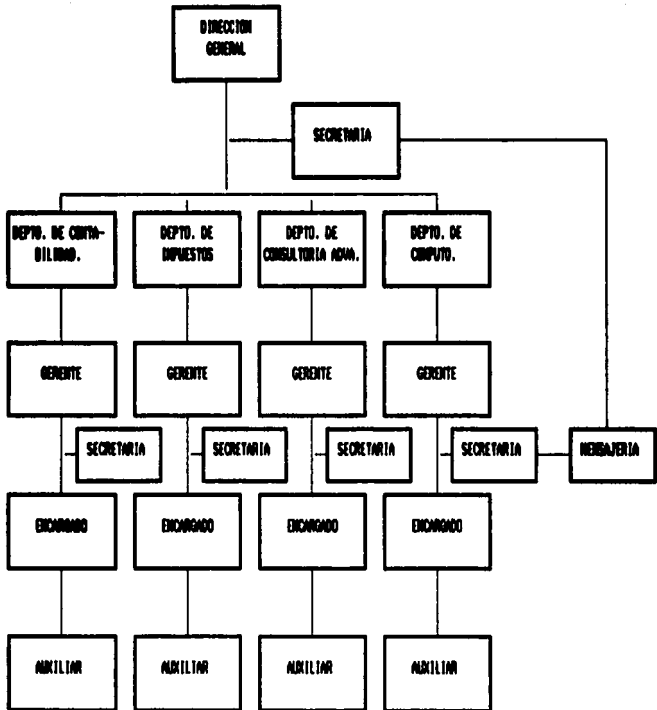 DIRECCION
GENERAL
SECRETARIA
DEPTO. DE CONTA-
BILIDAD.
DEPTO. DE
IMPUESTOS
DEPTO. DE
CONSULTORIA ADVA.
DEPTO. DE
COMPUTO.
GERENTE
GERENTE
GERENTE
GERENTE
SECRETARIA
SECRETARIA
SECRETARIA
SECRETARIA
MENSAJERIA
ENCARGADO
ENCARGADO
ENCARGADO
ENCARGADO
AUXILIAR
AUXILIAR
AUXILIAR
AUXILIAR